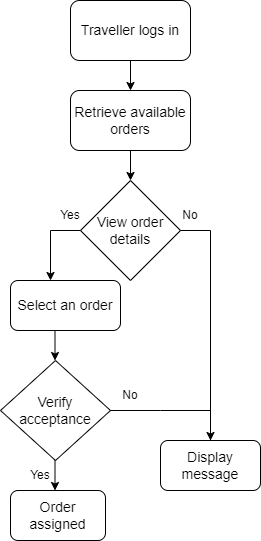 Traveller logs in
Retrieve available
orders
Yes
View order
details
No
Select an order
Verify
acceptance
No
Yes
Display
message
Order
assigned